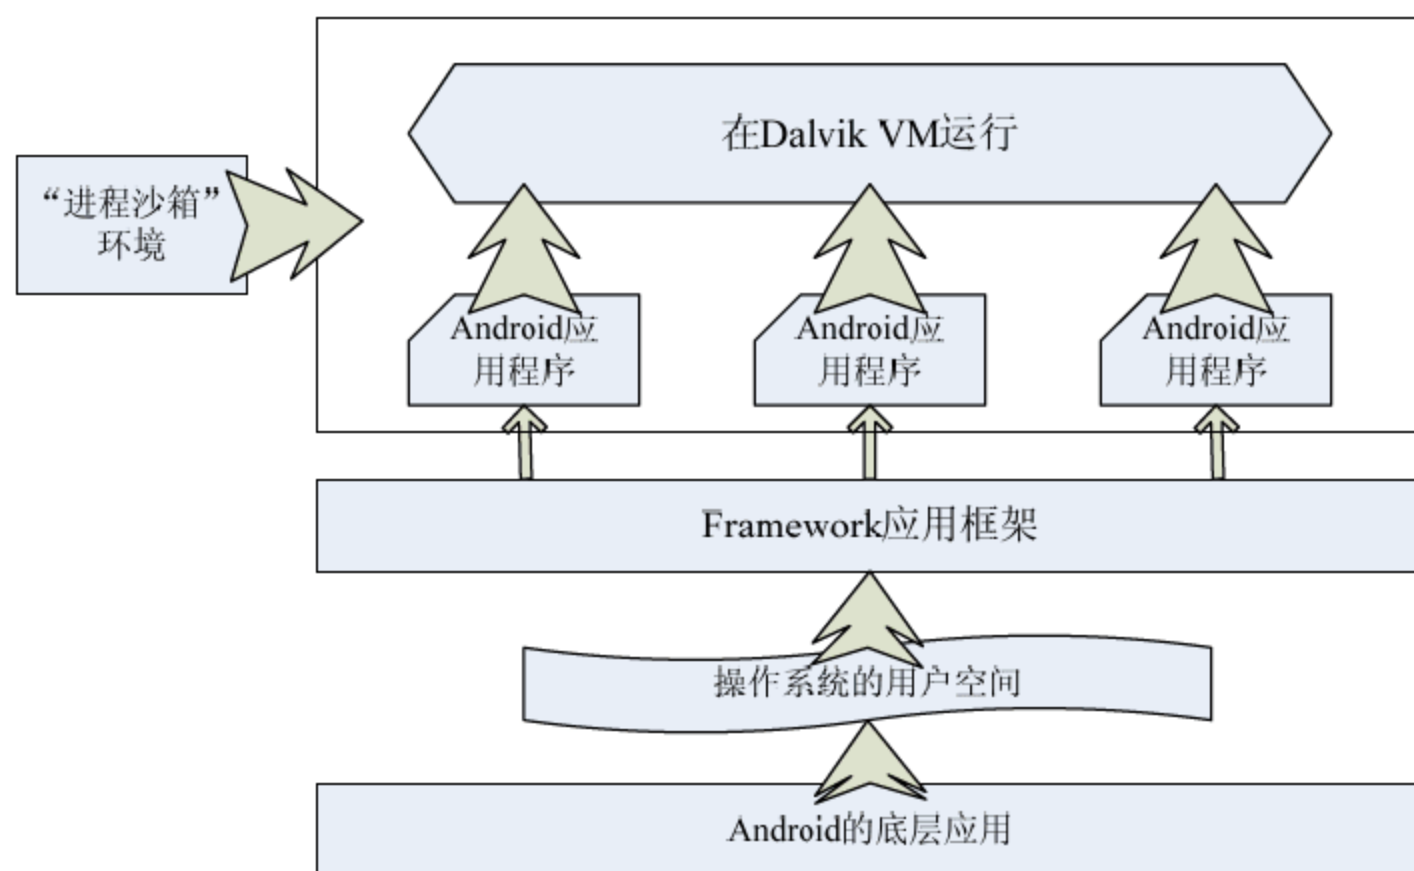 在Dalvik VM运行
“进程沙箱”
环境
Android应
用程序
Android应
用程序
Android应
用程序
Framework应用框架
操作系统的用户空间
Android的底层应用